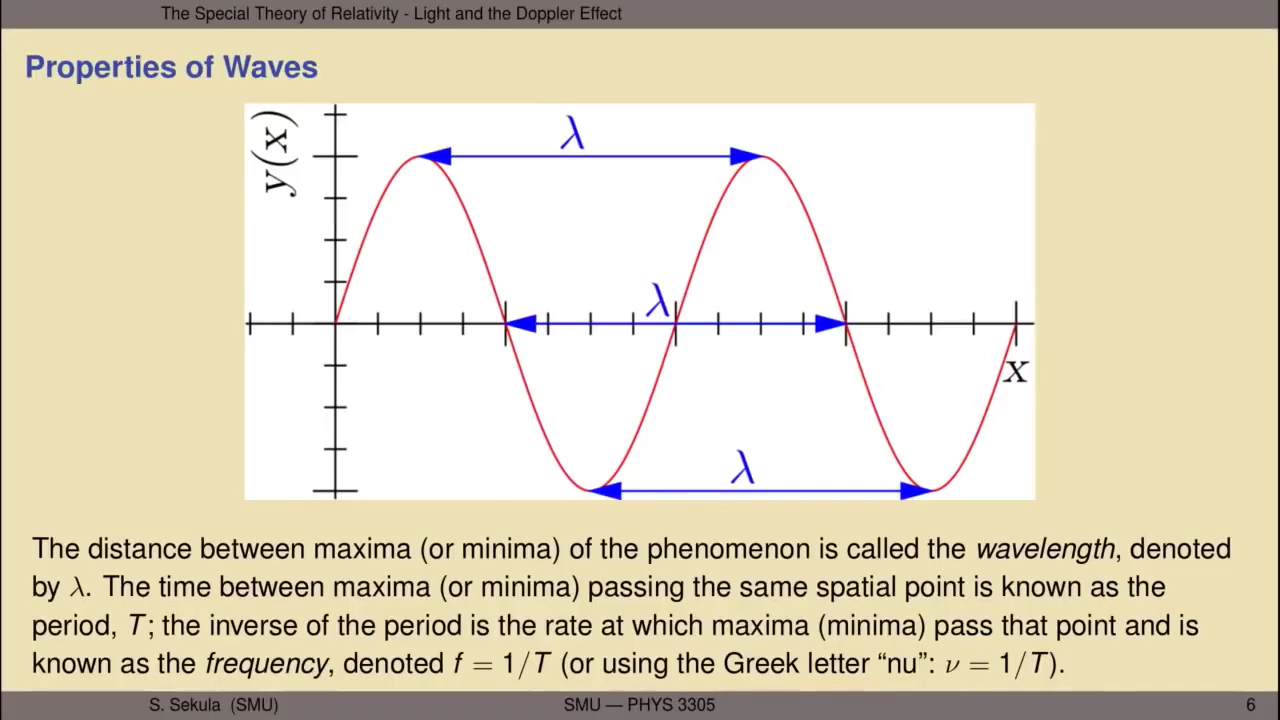 The Special Theory of Relativity - Light and the Doppler Effect
Properties of Waves
y(x)
λ
λ
x
λ
The distance between maxima (or minima) of the phenomenon is called the wavelength, denoted
by λ. The time between maxima (or minima) passing the same spatial point is known as the
period, T; the inverse of the period is the rate at which maxima (minima) pass that point and is
known as the frequency, denoted f = 1/T (or using the Greek letter “nu”: ν = 1/T).
S. Sekula (SMU)
SMU — PHYS 3305
6